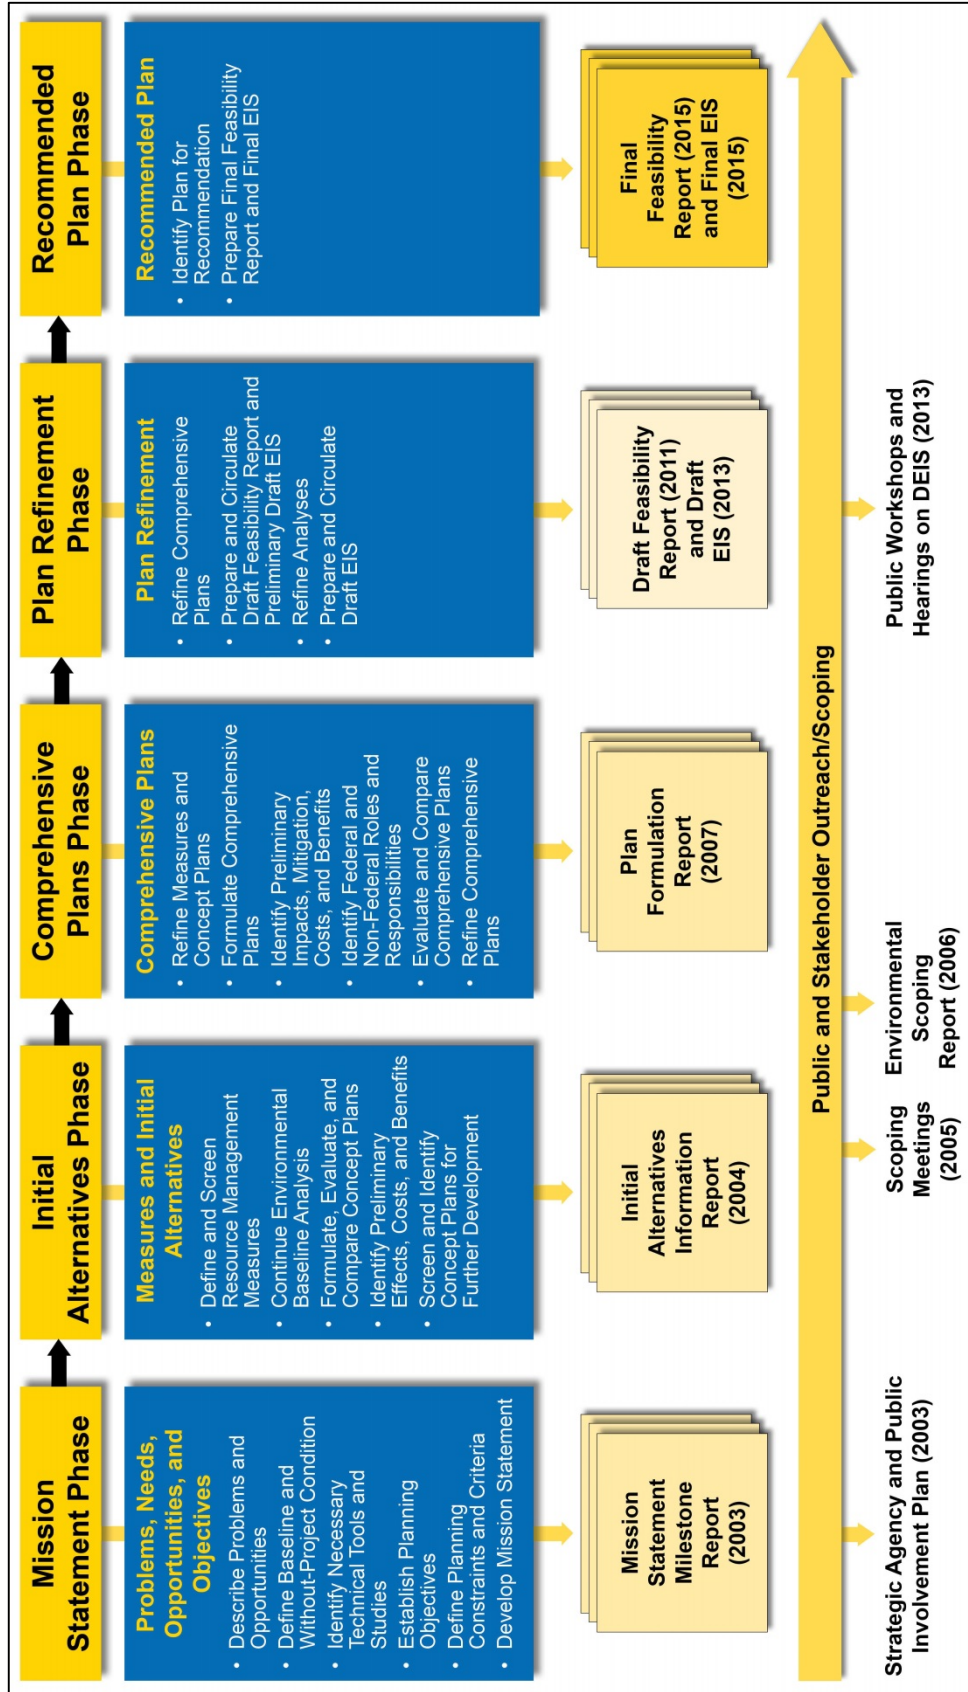 Mission
Statement Phase
Initial
Alternatives Phase
Comprehensive
Plans Phase
Plan Refinement
Phase
Recommended
Plan Phase
Problems, Needs,
Opportunities, and
Objectives
• Describe Problems and
Opportunities
• Define Baseline and
Without-Project Condition
• Identify Necessary
Technical Tools and
Studies
• Establish Planning
Objectives
• Define Planning
Constraints and Criteria
• Develop Mission Statement
Measures and Initial
Alternatives
• Define and Screen
Resource Management
Measures
• Continue Environmental
Baseline Analysis
• Formulate, Evaluate, and
Compare Concept Plans
• Identify Preliminary
Effects, Costs, and Benefits
• Screen and Identify
Concept Plans for
Further Development
Comprehensive Plans
• Refine Measures and
Concept Plans
• Formulate Comprehensive
Plans
• Identify Preliminary
Impacts, Mitigation,
Costs, and Benefits
• Identify Federal and
Non-Federal Roles and
Responsibilities
• Evaluate and Compare
Comprehensive Plans
• Refine Comprehensive
Plans
Plan Refinement
• Refine Comprehensive
Plans
• Prepare and Circulate
Draft Feasibility Report and
Preliminary Draft EIS
• Refine Analyses
• Prepare and Circulate
Draft EIS
Recommended Plan
• Identify Plan for
Recommendation
• Prepare Final Feasibility
Report and Final EIS
Mission
Statement
Milestone
Report
(2003)
Initial
Alternatives
Information
Report
(2004)
Plan
Formulation
Report
(2007)
Draft Feasibility
Report (2011)
and Draft
EIS (2013)
Final
Feasibility
Report (2015)
and Final EIS
(2015)
Public and Stakeholder Outreach/Scoping
Strategic Agency and Public
Involvement Plan (2003)
Scoping
Meetings
(2005)
Environmental
Scoping
Report (2006)
Public Workshops and
Hearings on DEIS (2013)